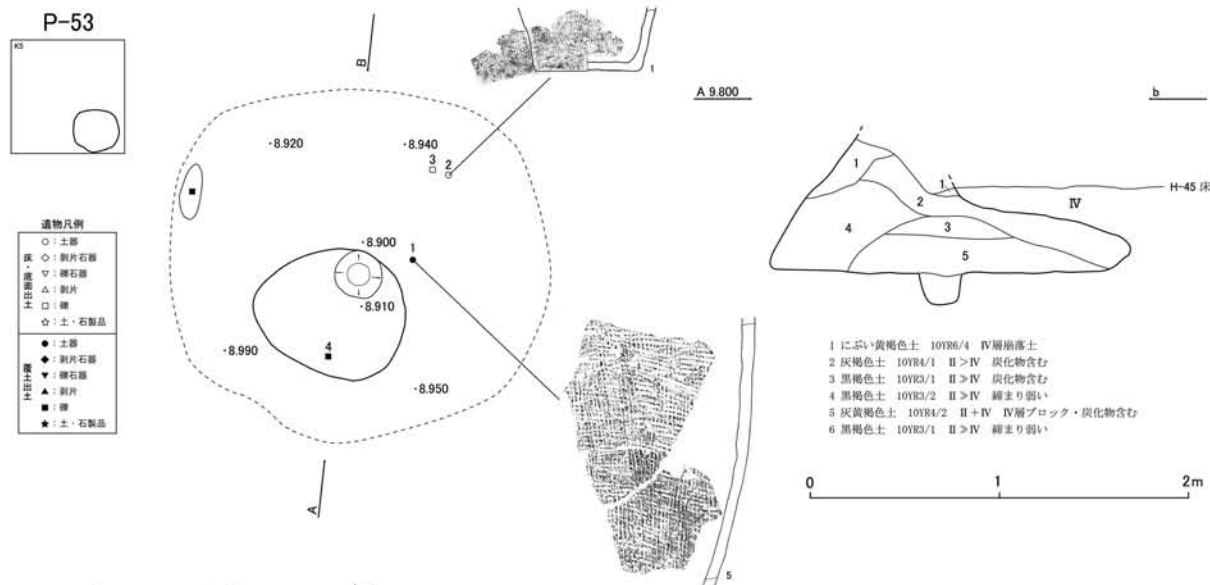 P-53
K5
B
A
・8.920
・8.940
3
2
・8.900
1
・8.910
4
・8.990
・8.950
1
5
遺物凡例
床・底面出土
○：土器
◇：剥片石器
▽：礫石器
△：剥片
□：礫
☆：土・石製品
覆土出土
●：土器
◆：剥片石器
▼：礫石器
▲：剥片
■：礫
★：土・石製品
A 9.800
b
1
1
2
3
4
5
Ⅳ
H-45 床
1 にぶい黄褐色土 10YR6/4 Ⅳ層崩落土
2 灰褐色土 10YR4/1 Ⅱ＞Ⅳ 炭化物含む
3 黒褐色土 10YR3/1 Ⅱ≫Ⅳ 炭化物含む
4 黒褐色土 10YR3/2 Ⅱ≫Ⅳ 締まり弱い
5 灰黄褐色土 10YR4/2 Ⅱ＋Ⅳ Ⅳ層ブロック・炭化物含む
6 黒褐色土 10YR3/1 Ⅱ≫Ⅳ 締まり弱い
0 1 2m